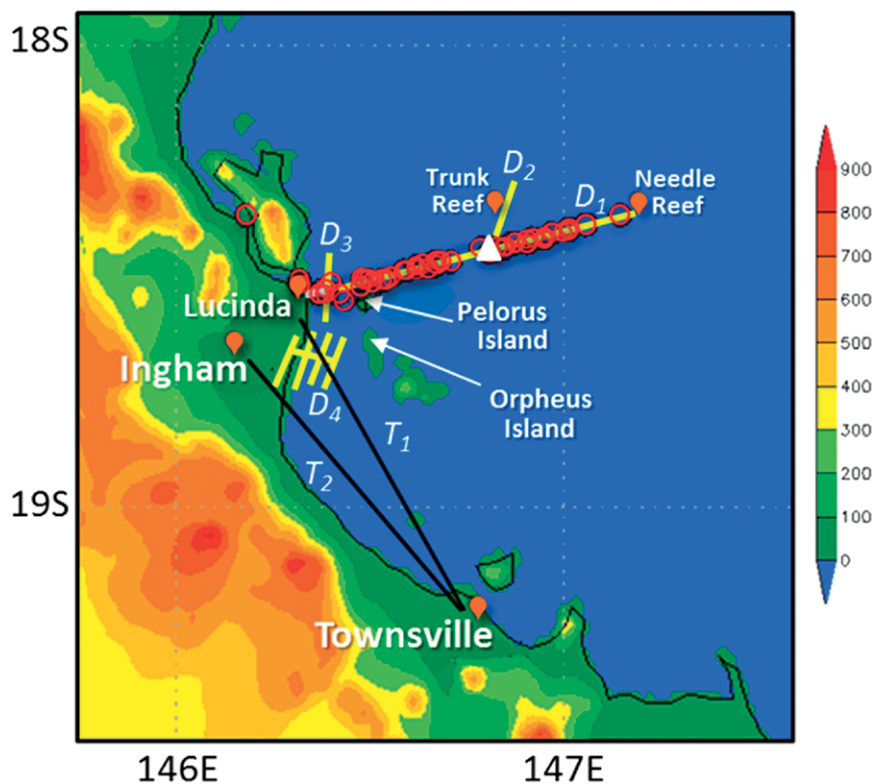 18S
D2
Trunk
Reef
D1
Needle
Reef
D3
Lucinda
Pelorus
Island
Ingham
Orpheus
Island
D4
T1
T2
19S
Townsville
146E
147E
900
800
700
600
500
400
300
200
100
0